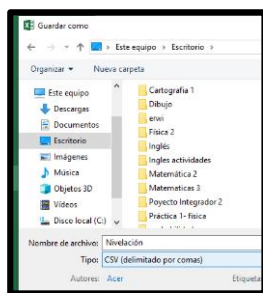 Guardar como
Este equipo > Escritorio >
Organizar Nueva carpeta
Este equipo
Descargas
Documentos
Escritorio
Imágenes
Música
Objetos 3D
Vídeos
Disco local (C:)
Cartografia 1
Dibujo
erwi
Física 2
Inglés
Ingles actividades
Matemática 2
Matematicas 3
Poyecto Integrador 2
Práctica 1- fisica
Nombre de archivo: Nivelación
Tipo: CSV (delimitado por comas)
Autores: Acer Etiqueta